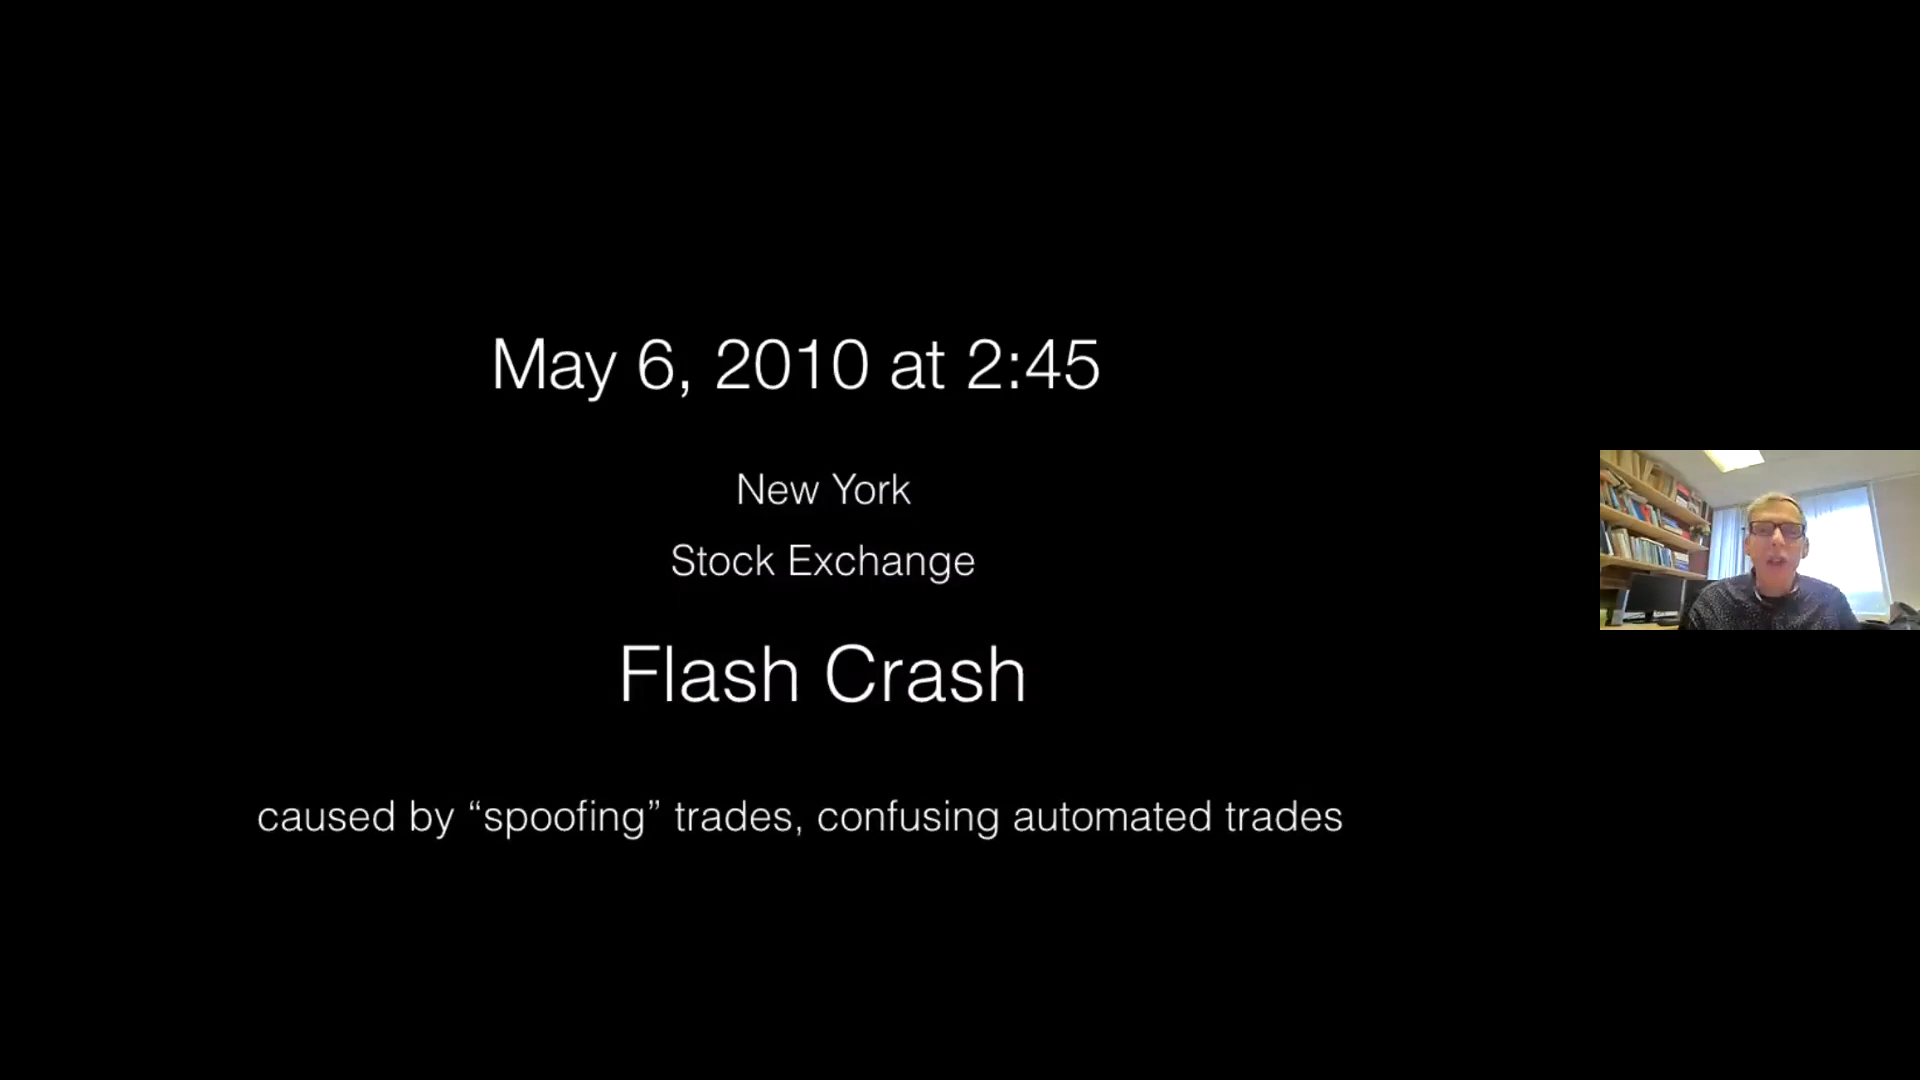 May 6, 2010 at 2:45
New York
Stock Exchange
Flash Crash
caused by “spoofing” trades, confusing automated trades